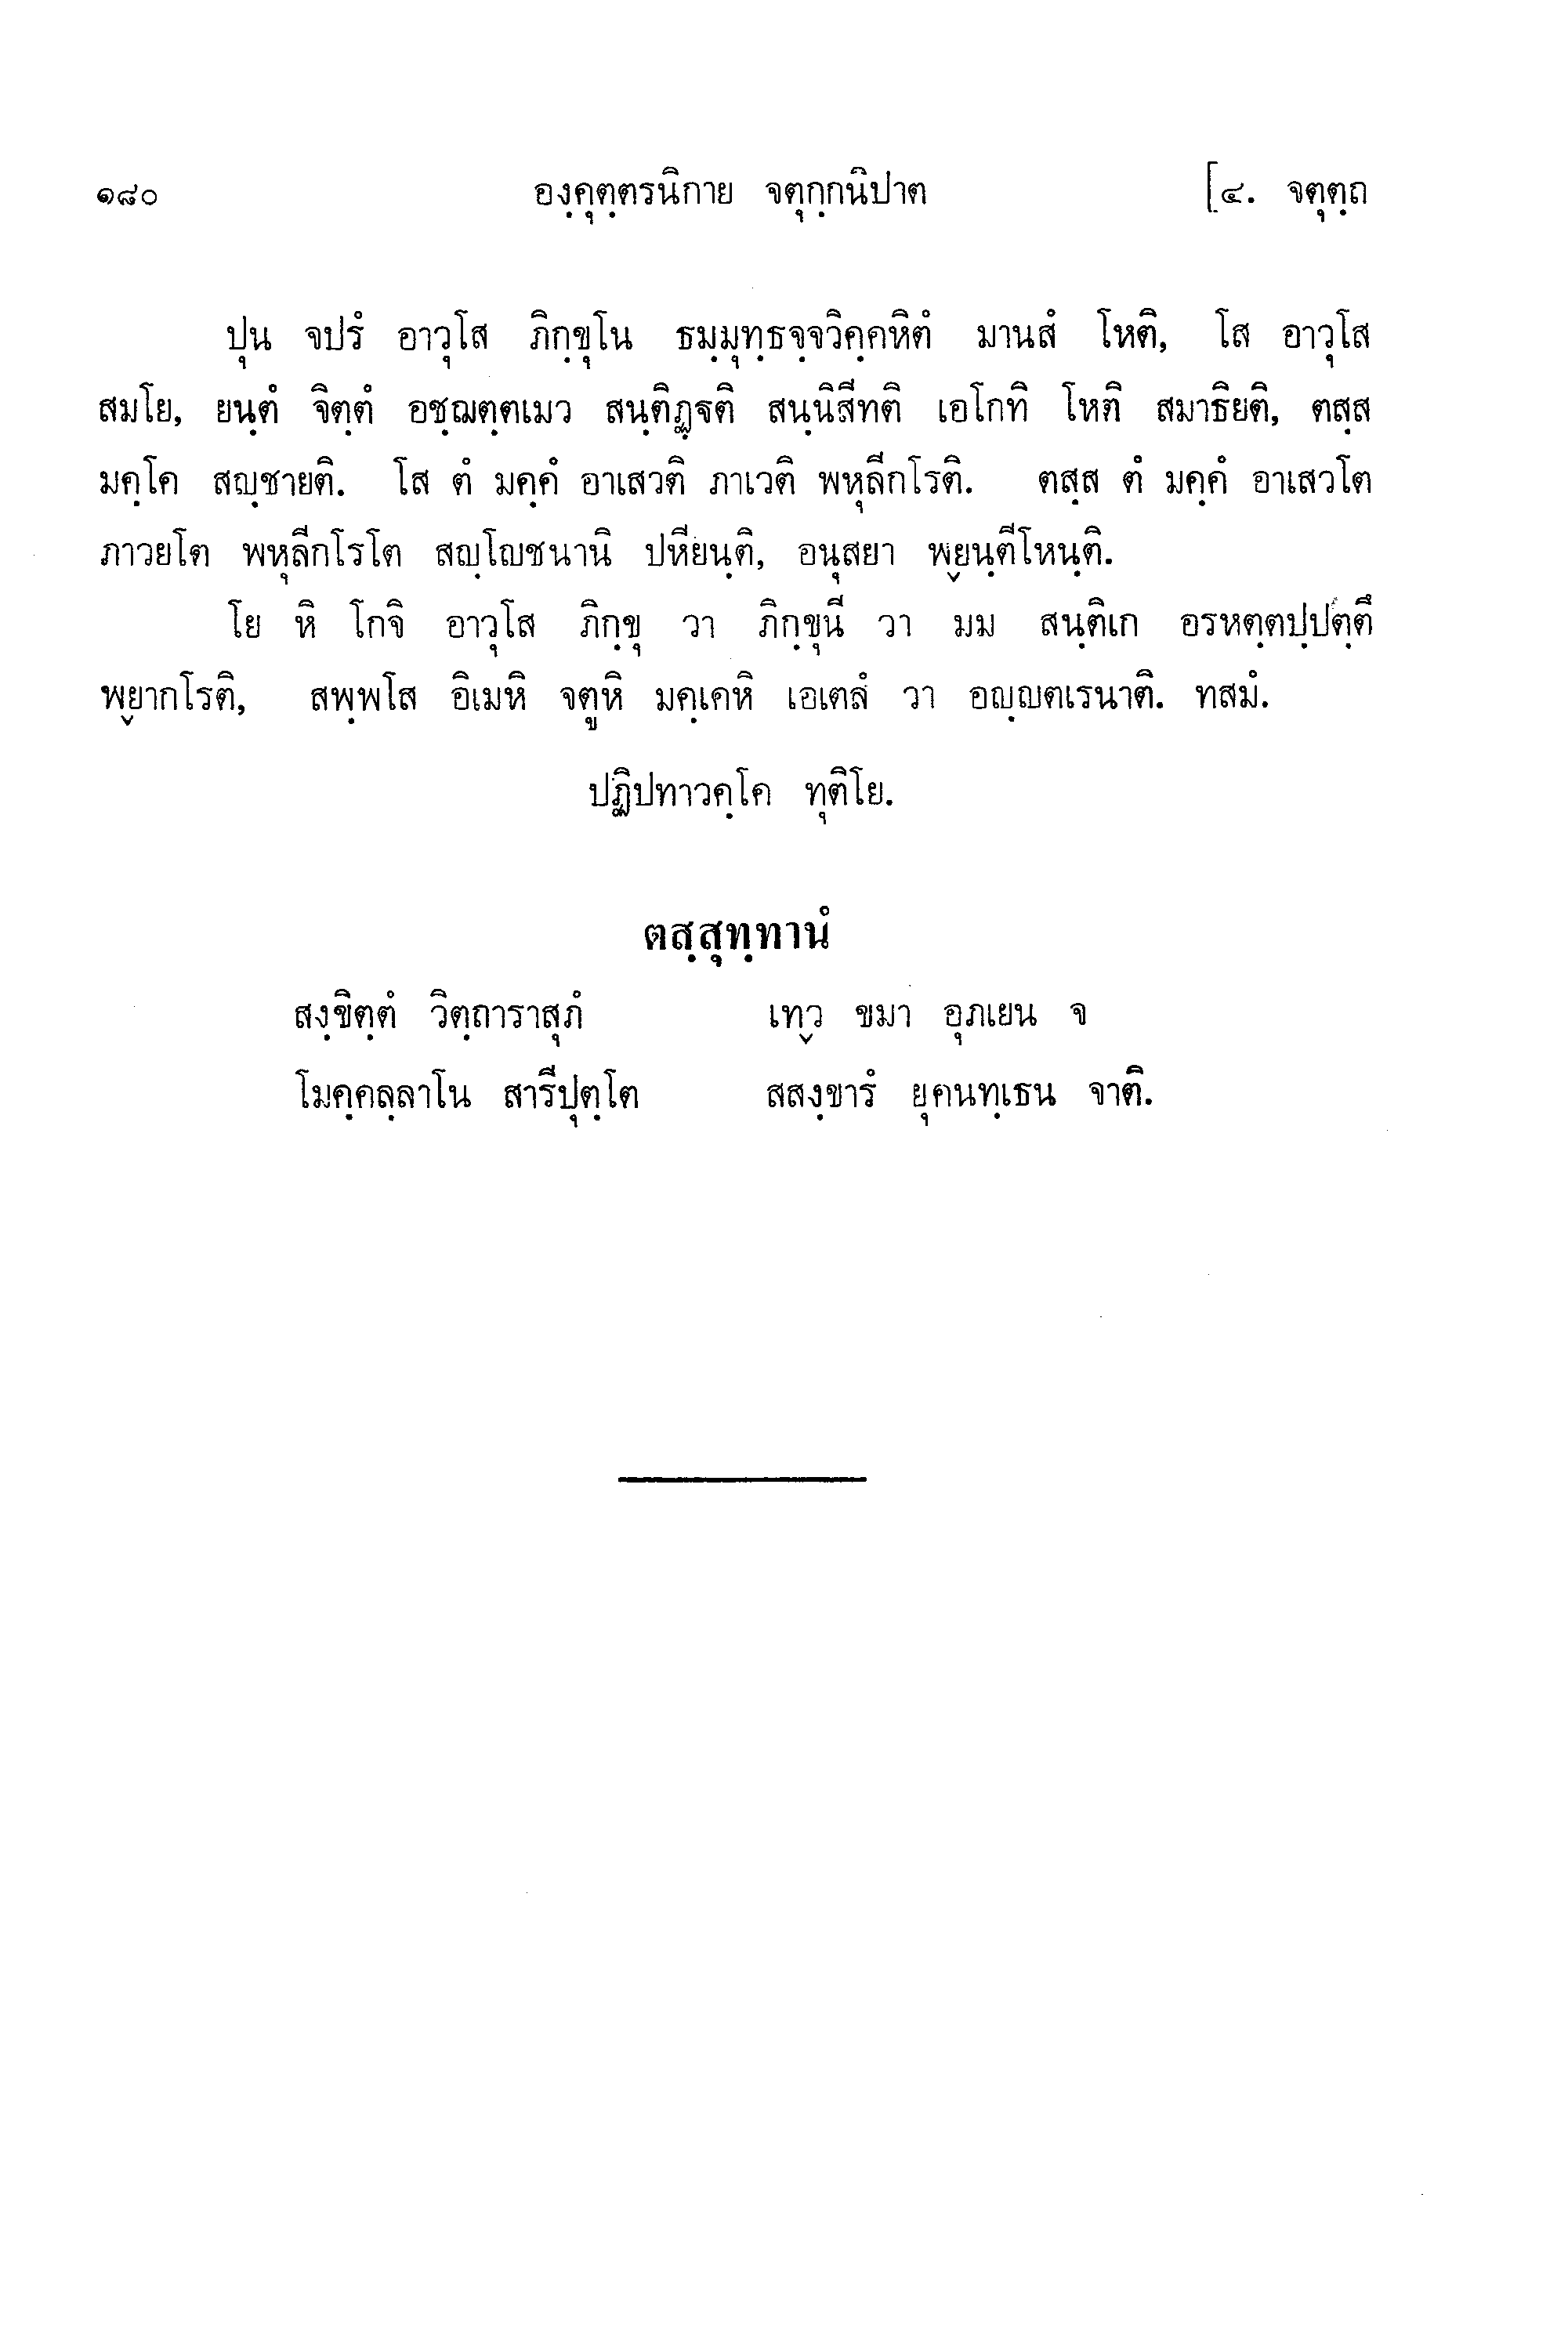 ๑๘๐ องฺคุตฺตรนิกาย จตุกฺกนิปาต [๔. จตุตฺถ
ปุน จปรํ อาวุโส ภิกฺขุโน ธมฺมุทฺธจฺจวิคฺคหิตํ มานสํ โหติ, โส อาวุโส
สมโย, ยนฺตํ จิตฺตํ อชฺฌตฺตเมว สนฺติฏฺฐติ สนฺนิสีทติ เอโกทิ โหติ สมาธิยติ, ตสฺส
มคฺโค สญฺชายติ. โส ตํ มคฺคํ อาเสวติ ภาเวติ พหุลีกโรติ. ตสฺส ตํ มคฺคํ อาเสวโต
ภาวยโต พหุลีกโรโต สญฺโญชนานิ ปหียนฺติ, อนุสยา พฺยนฺตีโหนฺติ.
โย หิ โกจิ อาวุโส ภิกฺขุ วา ภิกฺขุนี วา มม สนฺติเก อรหตฺตปฺปตฺตึ
พฺยากโรติ, สพฺพโส อิเมหิ จตูหิ มคฺเคหิ เอเตสํ วา อญฺญตเรนาติ. ทสมํ.
ปฏิปทาวคฺโค ทุติโย.
ตสฺสุทฺทานํ
สงฺขิตฺตํ วิตฺถาราสุภํ เทฺว ขมา อุภเยน จ
โมคฺคลฺลาโน สารีปุตฺโต สสงฺขารํ ยุคนทฺเธน จาติ.